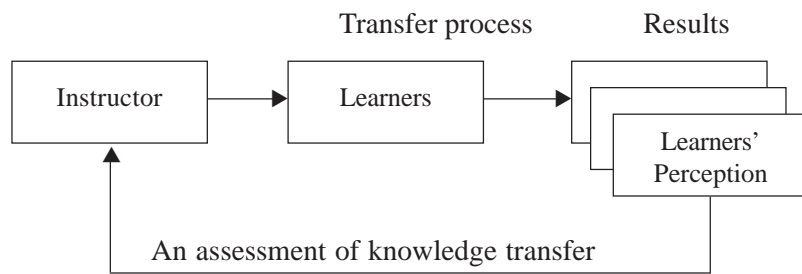 Transfer process
Results
Instructor
Learners
Learners’
Perception
An assessment of knowledge transfer